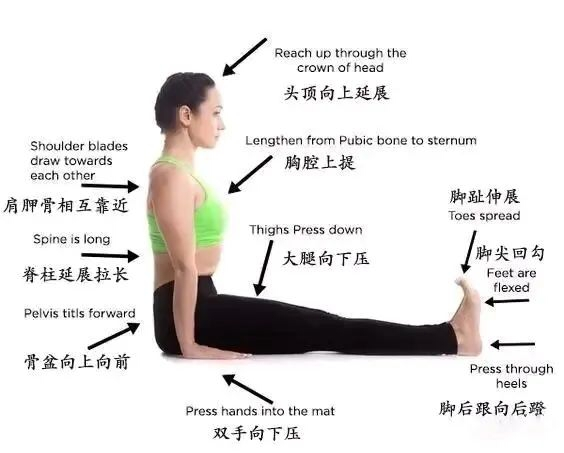 Reach up through the
crown of head
头顶向上延展
Lengthen from Pubic bone to sternum
胸腔上提
Shoulder blades
draw towards
each other
肩胛骨相互靠近
Spine is long
脊柱延展拉长
Pelvis titls forward
骨盆向上向前
Thighs Press down
大腿向下压
脚趾伸展
Toes spread
脚尖回勾
Feet are
flexed
Press through
heels
脚后跟向后蹬
Press hands into the mat
双手向下压